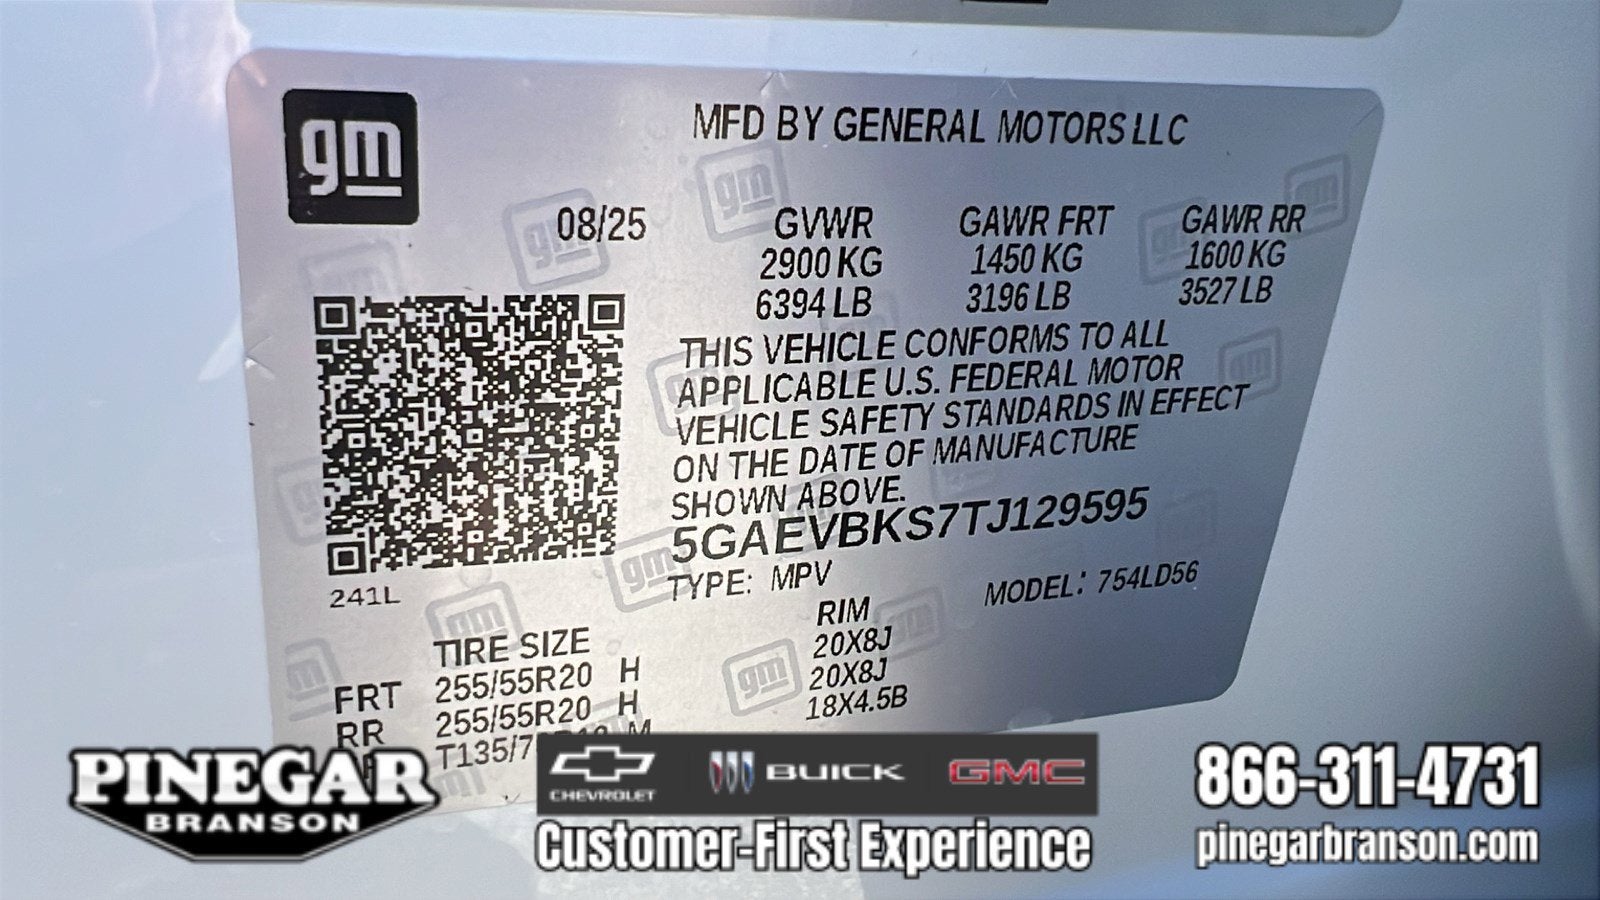 gm
MFD BY GENERAL MOTORS LLC
08/25 GVWR GAWR FRT GAWR RR
2900 KG 1450 KG 1600 KG
6394 LB 3196 LB 3527 LB
THIS VEHICLE CONFORMS TO ALL
APPLICABLE U.S. FEDERAL MOTOR
VEHICLE SAFETY STANDARDS IN EFFECT
ON THE DATE OF MANUFACTURE
SHOWN ABOVE.
5GAEVBKS7TJ129595
241L
TYPE: MPV MODEL: 754LD56
TIRE SIZE RIM
FRT 255/55R20 H 20X8J
RR 255/55R20 H 20X8J
18X4.5B
PINEGAR
BRANSON
CHEVROLET
BUICK
GMC
Customer-First Experience
866-311-4731
pinegarbranson.com